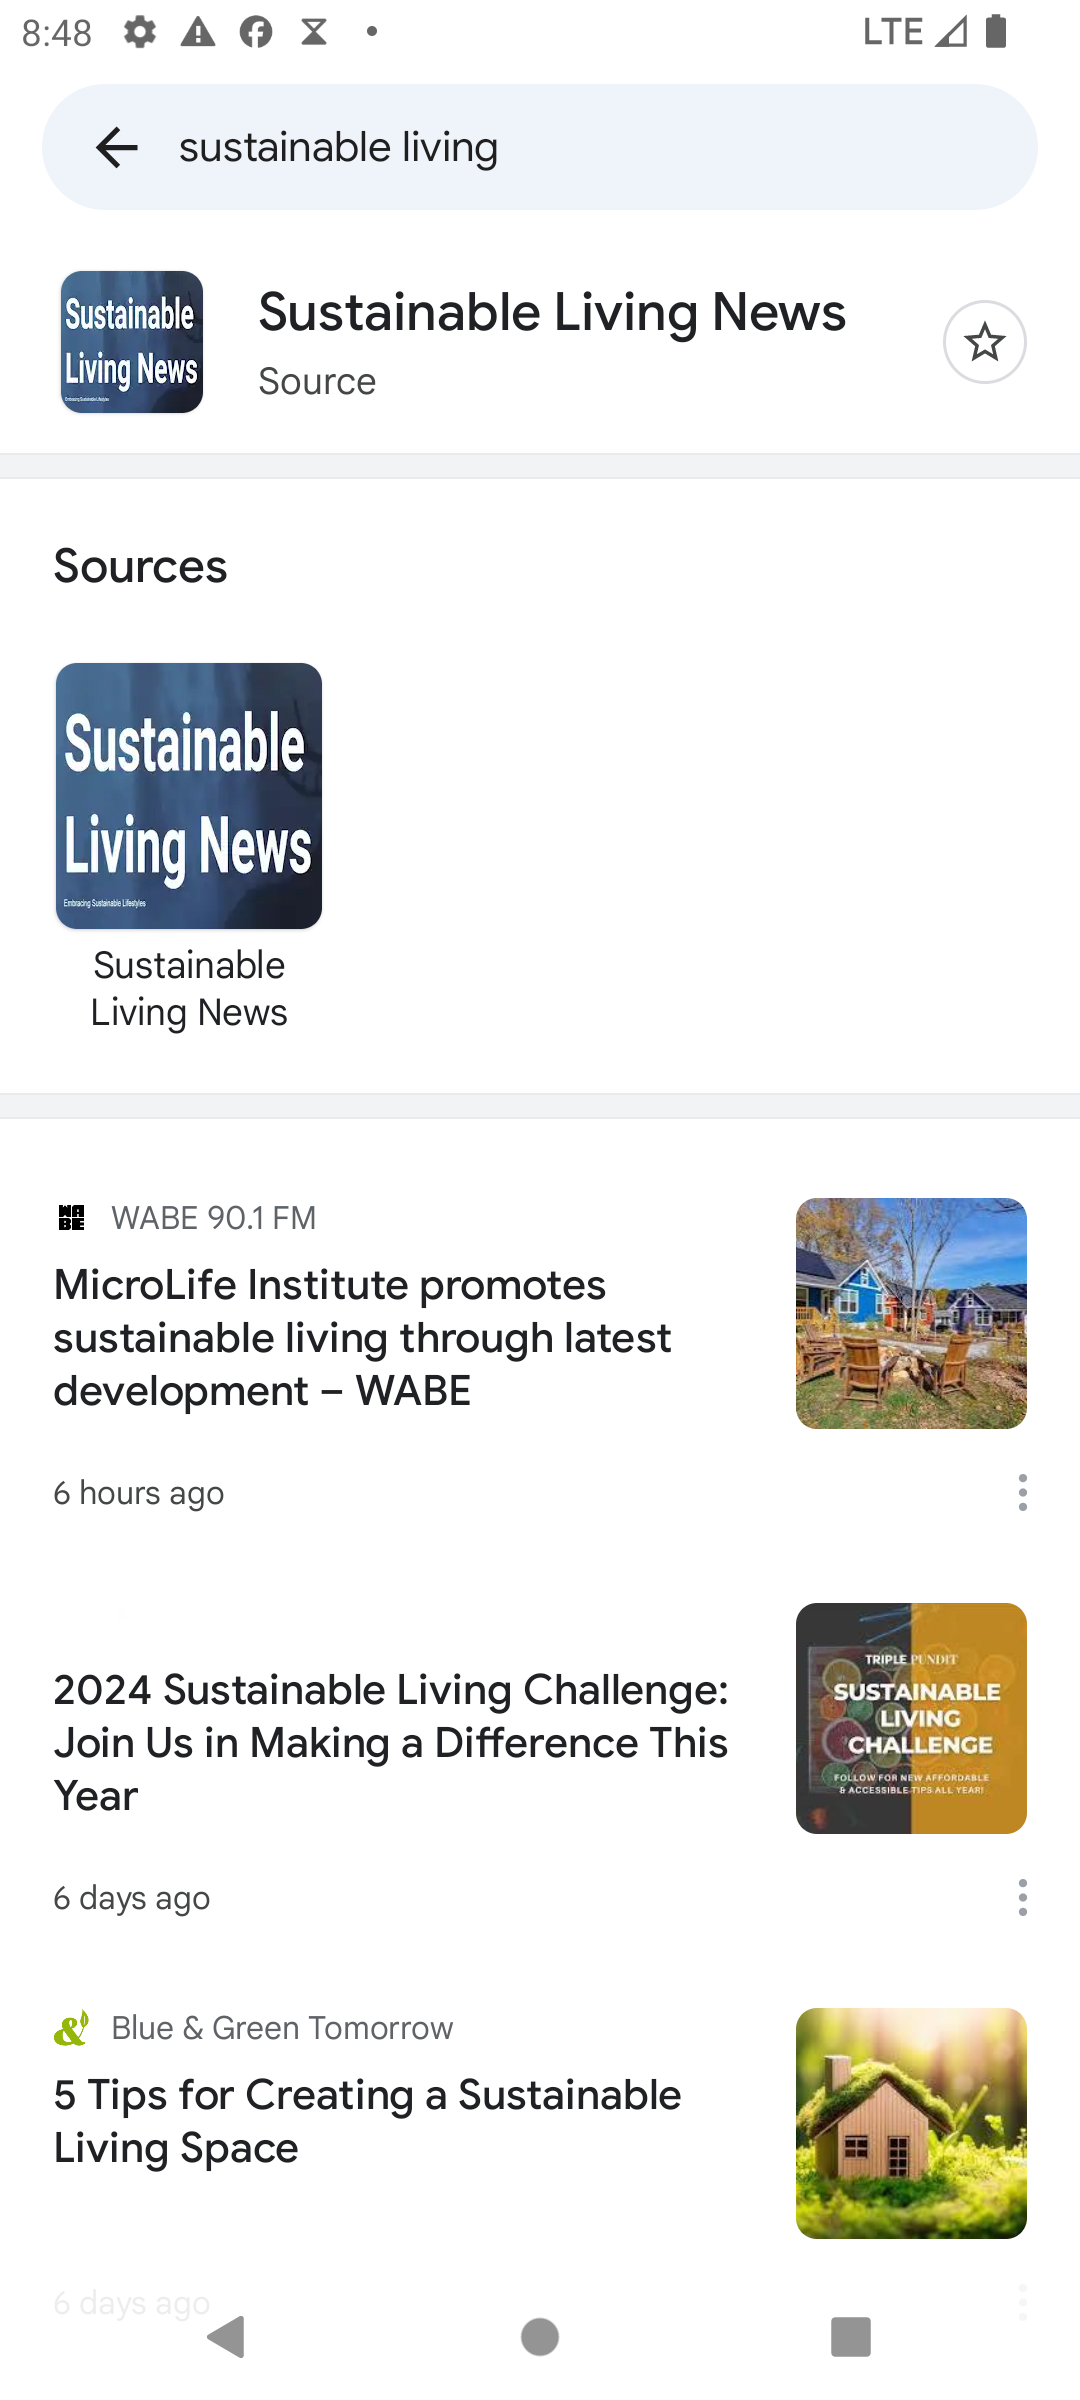 8:48
LTE
sustainable living
Sustainable
Living News
Embracing Sustainable Lifestyles
Sustainable Living News
Source
Sources
Sustainable
Living News
Embracing Sustainable Lifestyles
Sustainable
Living News
WABE
WABE 90.1 FM
MicroLife Institute promotes
sustainable living through latest
development – WABE
6 hours ago
2024 Sustainable Living Challenge:
Join Us in Making a Difference This
Year
TRIPLE PUNDIT
SUSTAINABLE
LIVING
CHALLENGE
FOLLOW FOR NEW AFFORDABLE
& ACCESSIBLE TIPS ALL YEAR!
6 days ago
&
Blue & Green Tomorrow
5 Tips for Creating a Sustainable
Living Space
6 days ago